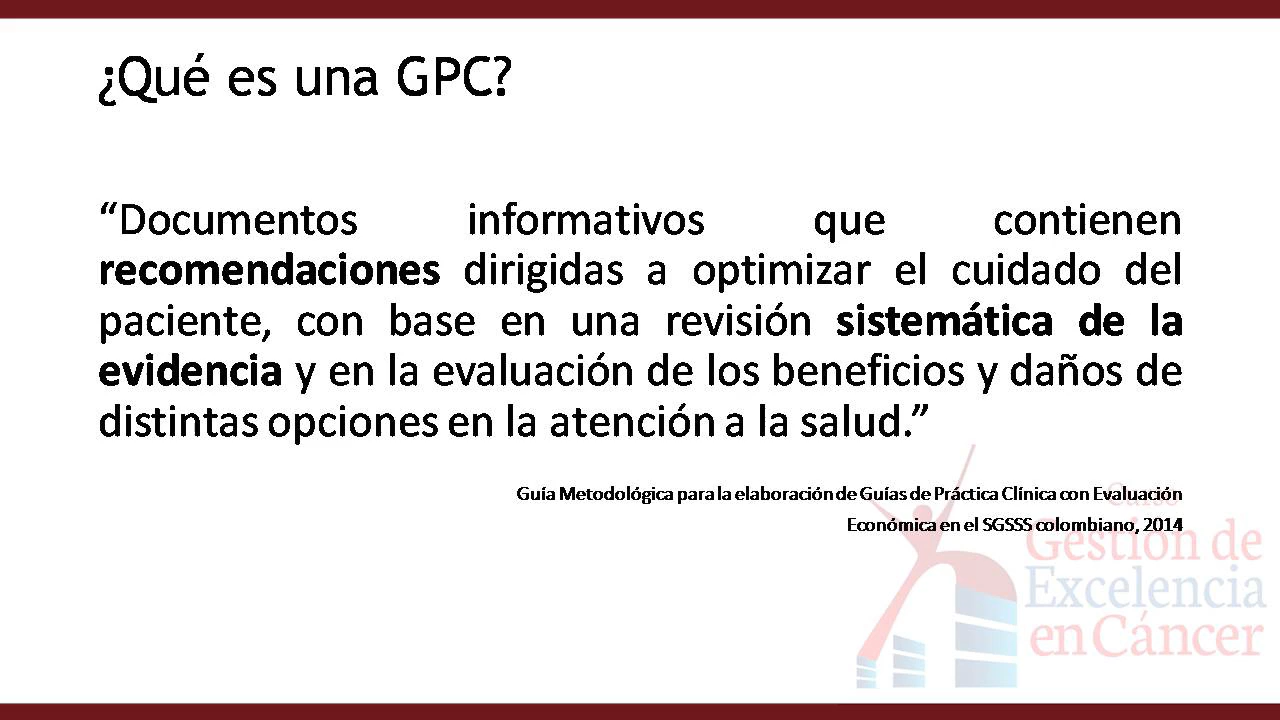 ¿Qué es una GPC?
“Documentos informativos que contienen
recomendaciones dirigidas a optimizar el cuidado del
paciente, con base en una revisión sistemática de la
evidencia y en la evaluación de los beneficios y daños de
distintas opciones en la atención a la salud.”
Guía Metodológica para la elaboración de Guías de Práctica Clínica con Evaluación
Económica en el SGSSS colombiano, 2014
Curso
Gestión de
Excelencia
en Cáncer